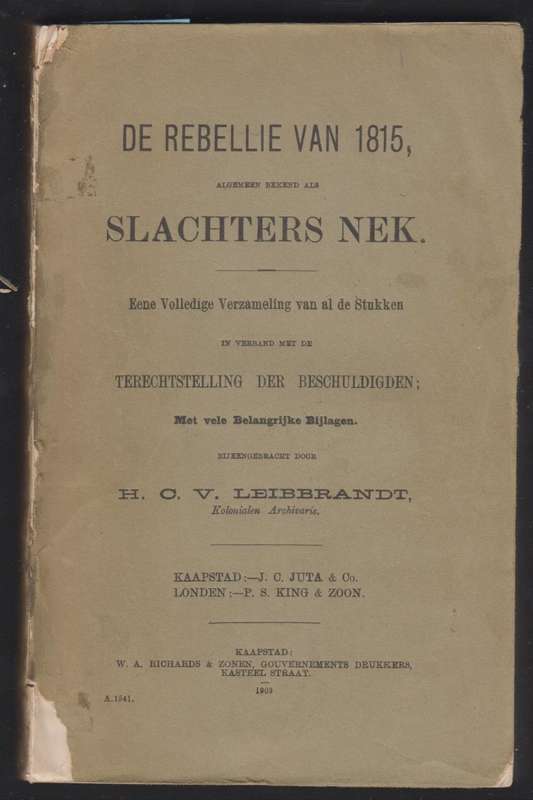 DE REBELLIE VAN 1815,
ALGEMEEN BEKEND ALS
SLACHTERS NEK.
Eene Volledige Verzameling van al de Stukken
IN VERBAND MET DE
TERECHTSTELLING DER BESCHULDIGDEN;
Met vele Belangrijke Bijlagen.
BIJEENGEBRACHT DOOR
H. C. V. LEIBBRANDT,
Kolonialen Archivaris.
KAAPSTAD:—J. C. JUTA & Co.
LONDEN:—P. S. KING & ZOON.
KAAPSTAD:
W. A. RICHARDS & ZONEN, GOUVERNEMENTS DRUKKERS,
KASTEEL STRAAT.
1903
A.1941.